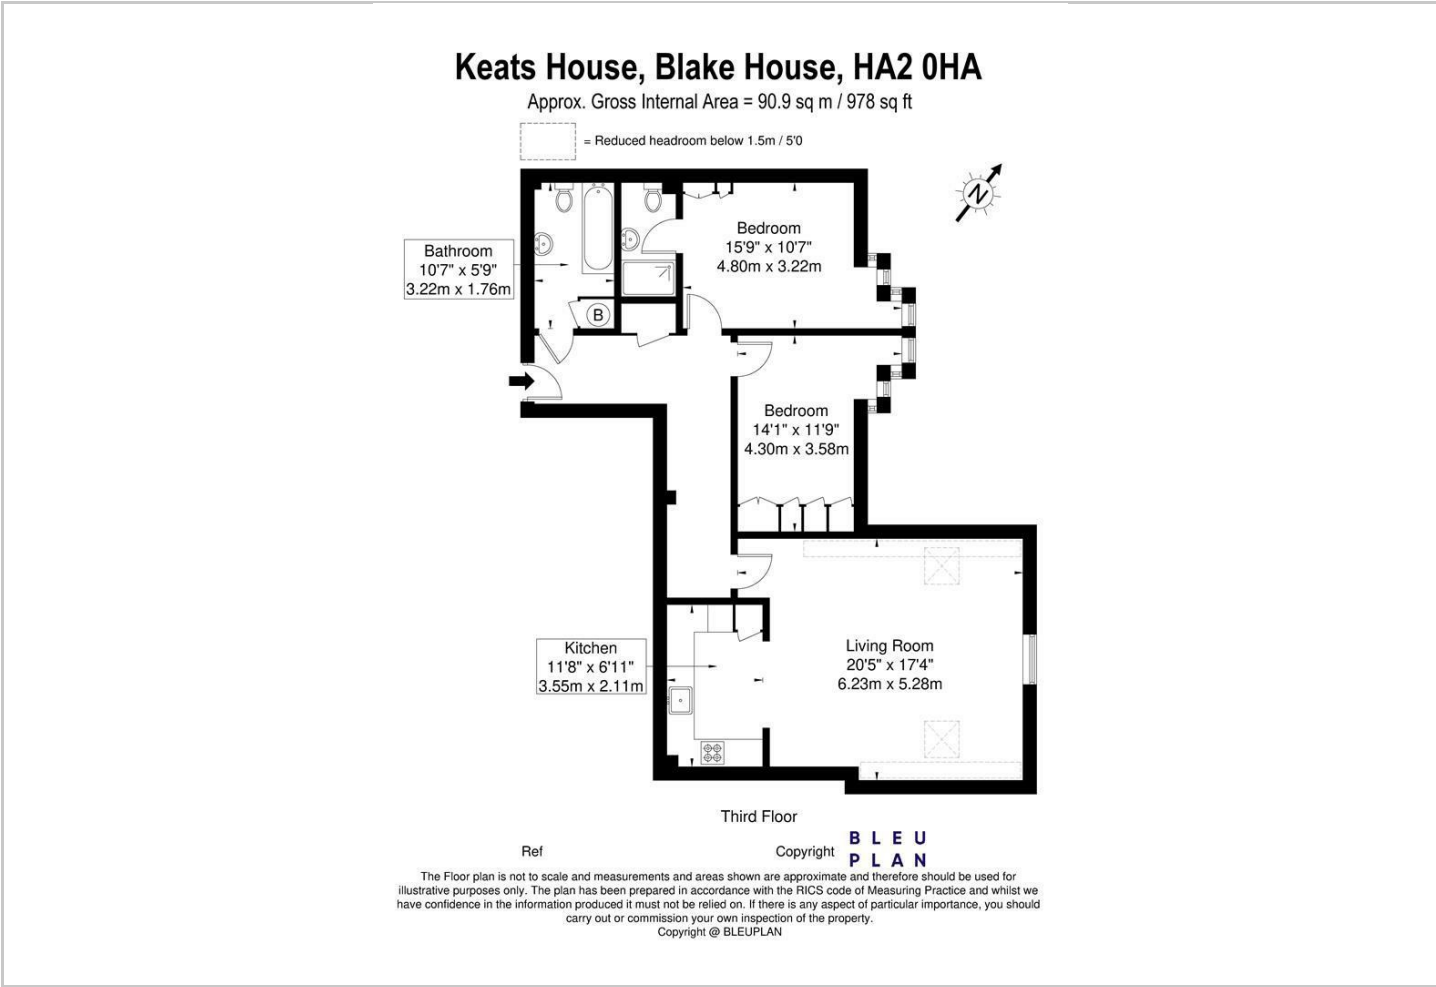 Keats House, Blake House, HA2 0HA
Approx. Gross Internal Area = 90.9 sq m / 978 sq ft
= Reduced headroom below 1.5m / 5'0
N
Bedroom
15'9" x 10'7"
4.80m x 3.22m
Bathroom
10'7" x 5'9"
3.22m x 1.76m
B
Bedroom
14'1" x 11'9"
4.30m x 3.58m
Kitchen
11'8" x 6'11"
3.55m x 2.11m
Living Room
20'5" x 17'4"
6.23m x 5.28m
Third Floor
Ref
Copyright
BLEU
PLAN
The Floor plan is not to scale and measurements and areas shown are approximate and therefore should be used for
illustrative purposes only. The plan has been prepared in accordance with the RICS code of Measuring Practice and whilst we
have confidence in the information produced it must not be relied on. If there is any aspect of particular importance, you should
carry out or commission your own inspection of the property.
Copyright @ BLEUPLAN